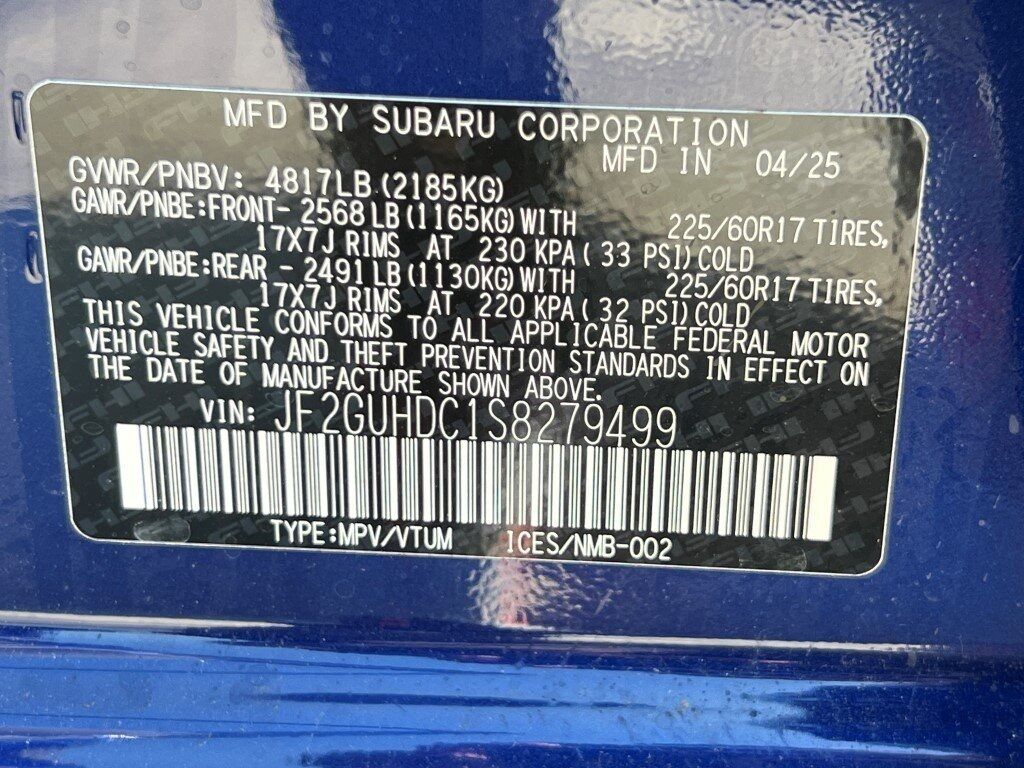 MFD BY SUBARU CORPORATION
MFD IN 04/25
GVWR/PNBV: 4817LB (2185KG)
GAWR/PNBE:FRONT- 2568 LB (1165KG) WITH 225/60R17 TIRES,
17X7J RIMS AT 230 KPA ( 33 PSI) COLD
GAWR/PNBE:REAR - 2491 LB (1130KG) WITH 225/60R17 TIRES,
17X7J RIMS AT 220 KPA ( 32 PSI) COLD
THIS VEHICLE CONFORMS TO ALL APPLICABLE FEDERAL MOTOR
VEHICLE SAFETY AND THEFT PREVENTION STANDARDS IN EFFECT ON
THE DATE OF MANUFACTURE SHOWN ABOVE.
VIN: JF2GUHDC1S8279499
TYPE:MPV/VTUM ICES/NMB-002